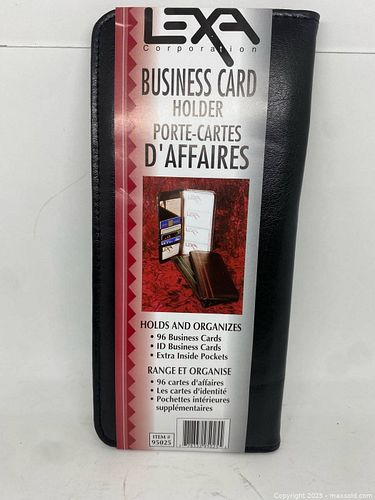 LEXA
Corporation
BUSINESS CARD
HOLDER
PORTE-CARTES
D'AFFAIRES
HOLDS AND ORGANIZES
• 96 Business Cards
• ID Business Cards
• Extra Inside Pockets
RANGE ET ORGANISE
• 96 cartes d'affaires
• Les cartes d'identité
• Pochettes intérieures
supplémentaires
ITEM #
95025
Copyright 2025 - maxsold.com